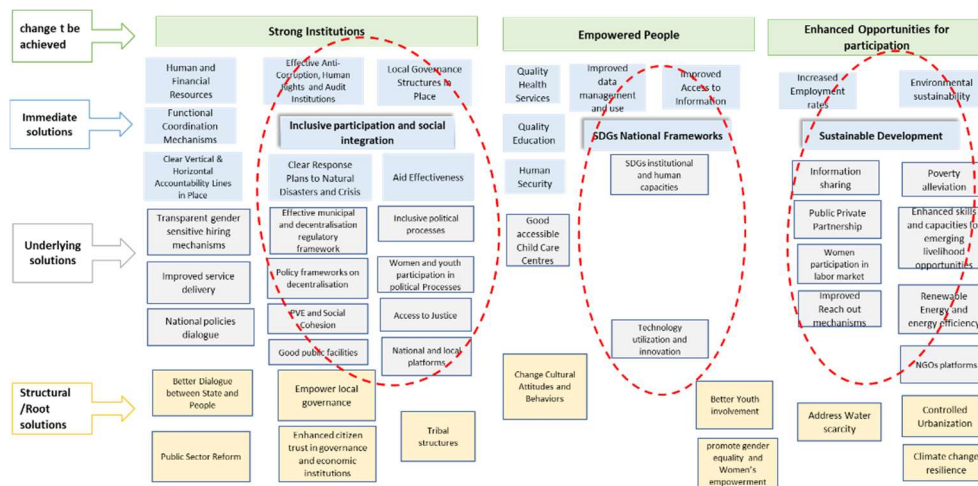 change t be
achieved
Strong Institutions
Empowered People
Enhanced Opportunities for
participation
Immediate
solutions
Human and
Financial
Resources
Effective Anti-
Corruption, Human
Rights and Audit
Institutions
Local Governance
Structures in
Place
Functional
Coordination
Mechanisms
Inclusive participation and social
integration
Clear Vertical &
Horizontal
Accountability Lines
in Place
Clear Response
Plans to Natural
Disasters and Crisis
Aid Effectiveness
Quality
Health
Services
Improved
data
management
and use
Improved
Access to
Information
Quality
Education
SDGs National Frameworks
Human
Security
SDGs institutional
and human
capacities
Increased
Employment
rates
Environmental
sustainability
Sustainable Development
Information
sharing
Poverty
alleviation
Underlying
solutions
Transparent gender
sensitive hiring
mechanisms
Effective municipal
and decentralisation
regulatory
framework
Inclusive political
processes
Improved service
delivery
Policy frameworks on
decentralisation
Women and youth
participation in
political Processes
National policies
dialogue
PVE and Social
Cohesion
Access to Justice
Good public facilities
National and local
platforms
Good
accessible
Child Care
Centres
Technology
utilization and
innovation
Public Private
Partnership
Enhanced skills
and capacities for
emerging
livelihood
opportunities
Women
participation in
labor market
Improved
Reach out
mechanisms
Renewable
Energy and
energy efficiency
NGOs platforms
Structural
/Root
solutions
Better Dialogue
between State and
People
Empower local
governance
Tribal
structures
Public Sector Reform
Enhanced citizen
trust in governance
and economic
institutions
Change Cultural
Attitudes and
Behaviors
Better Youth
involvement
promote gender
equality and
Women's
empowerment
Address Water
scarcity
Controlled
Urbanization
Climate change
resilience